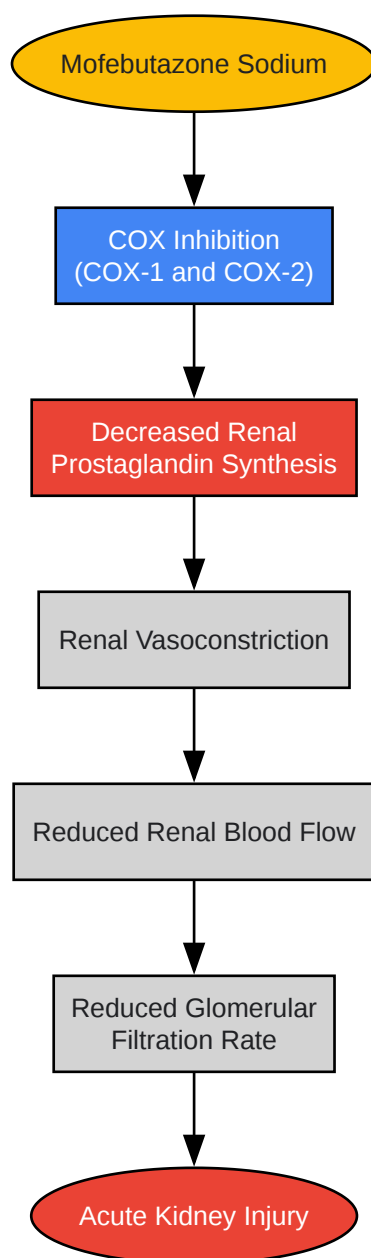 Mofebutazone Sodium
COX Inhibition
(COX-1 and COX-2)
Decreased Renal
Prostaglandin Synthesis
Renal Vasoconstriction
Reduced Renal Blood Flow
Reduced Glomerular
Filtration Rate
Acute Kidney Injury